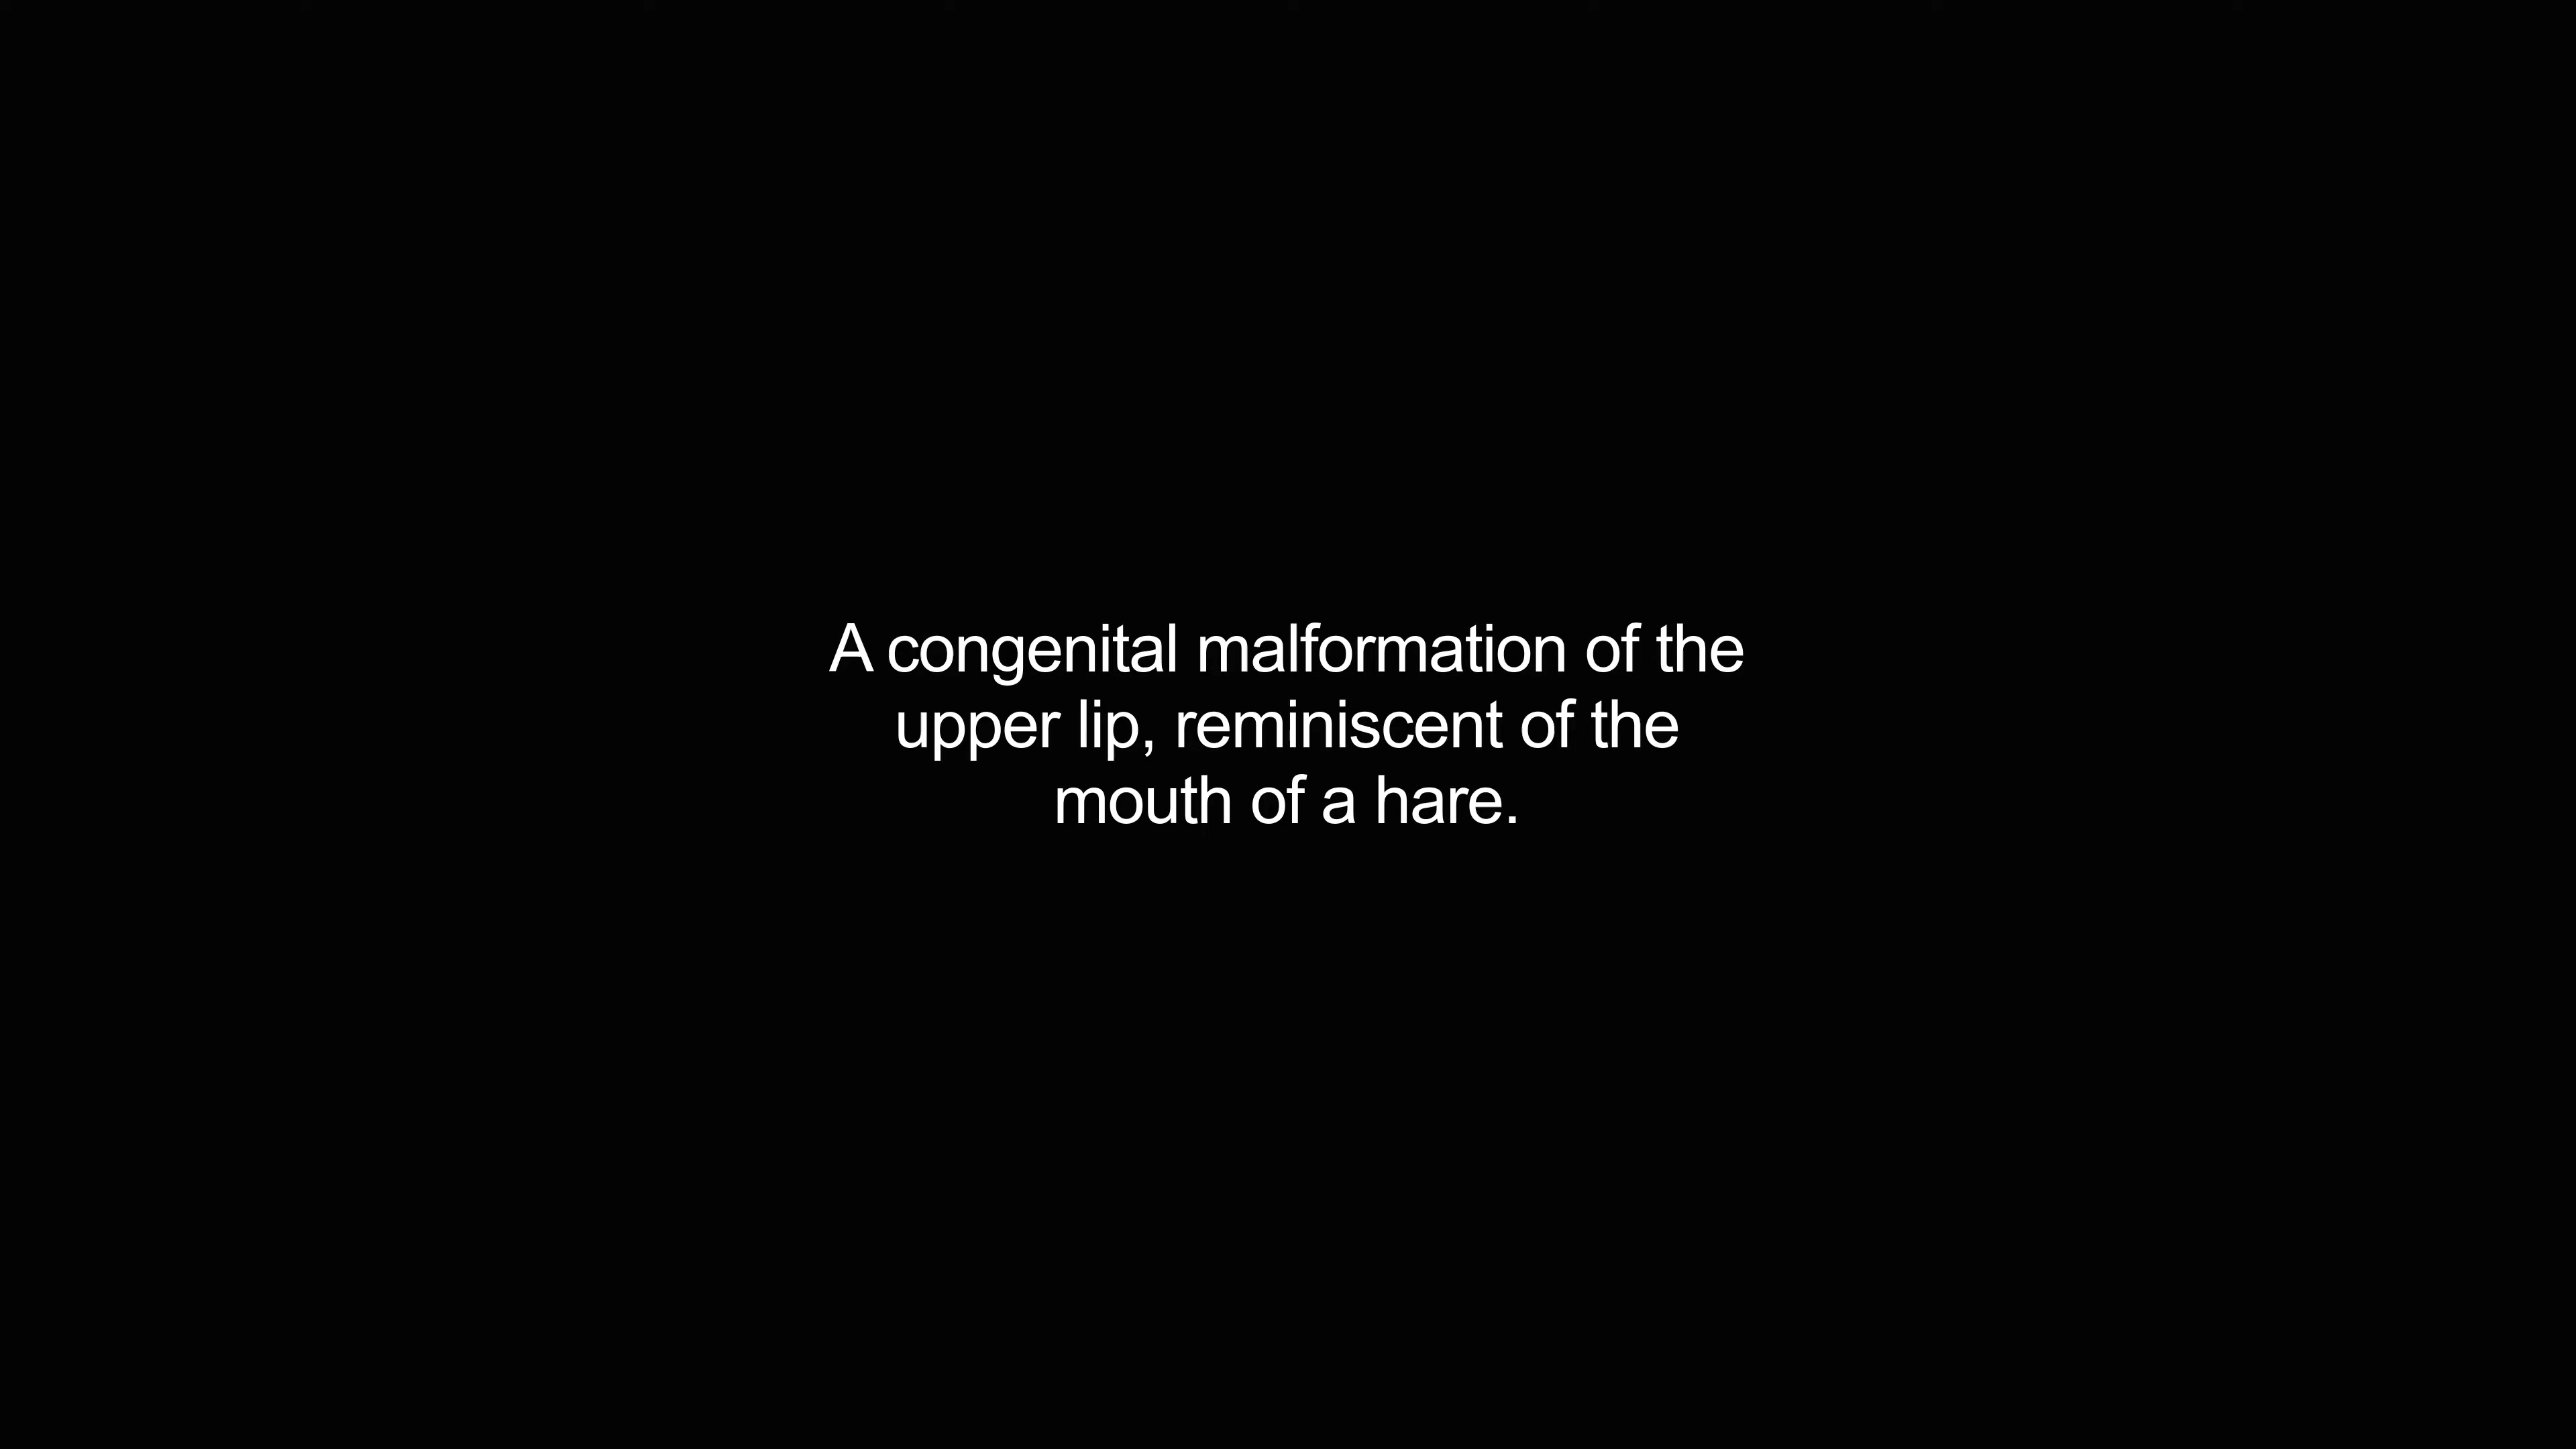 A congenital malformation of the
upper lip, reminiscent of the
mouth of a hare.